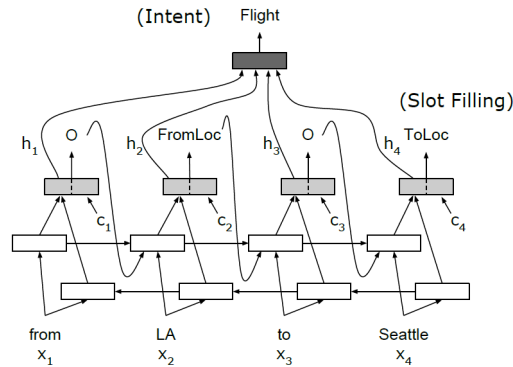 (Intent) Flight
(Slot Filling)
h1 O h2 FromLoc h3 O h4 ToLoc
c1 c2 c3 c4
from LA to Seattle
x1 x2 x3 x4